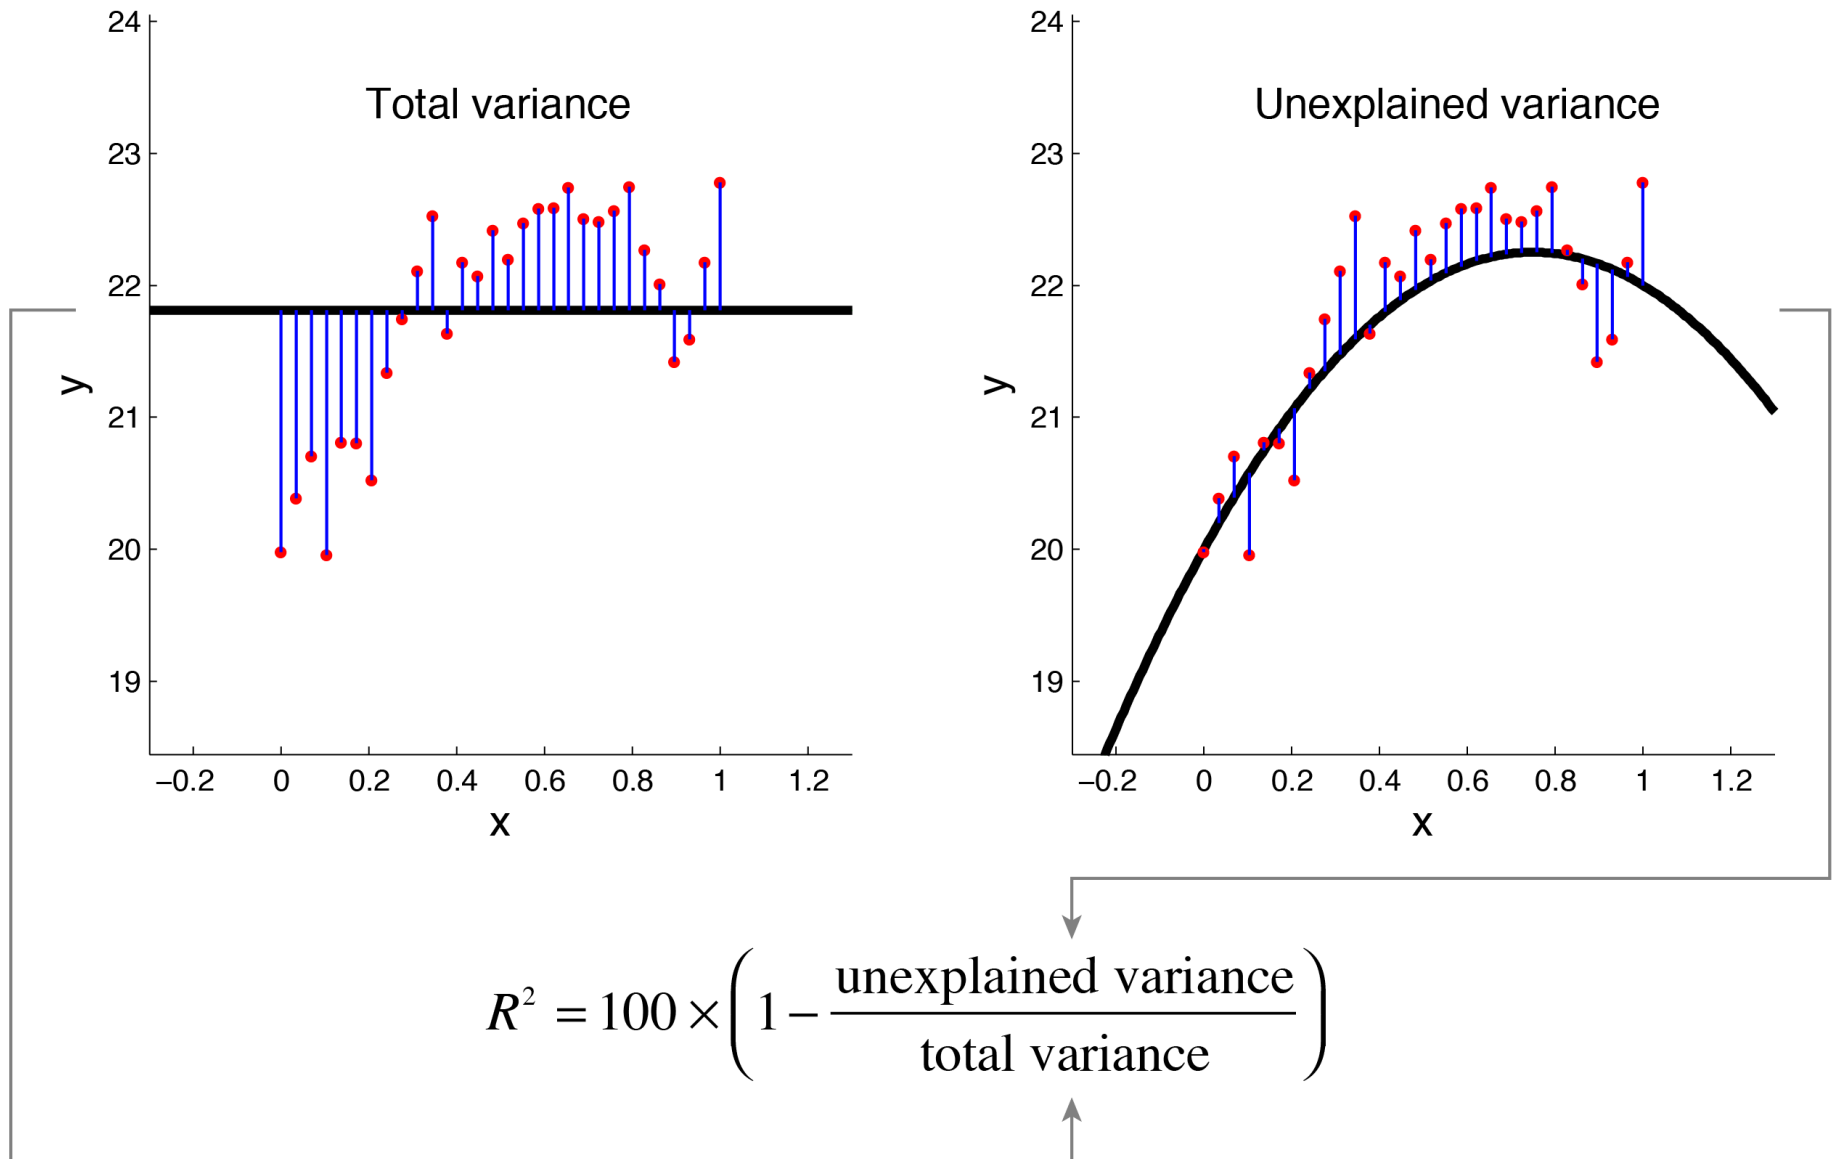 Total variance
24
23
22
21
20
19
y
−0.2 0 0.2 0.4 0.6 0.8 1 1.2
x
Unexplained variance
24
23
22
21
20
19
y
−0.2 0 0.2 0.4 0.6 0.8 1 1.2
x
R² = 100 × ( 1 − unexplained variance / total variance )